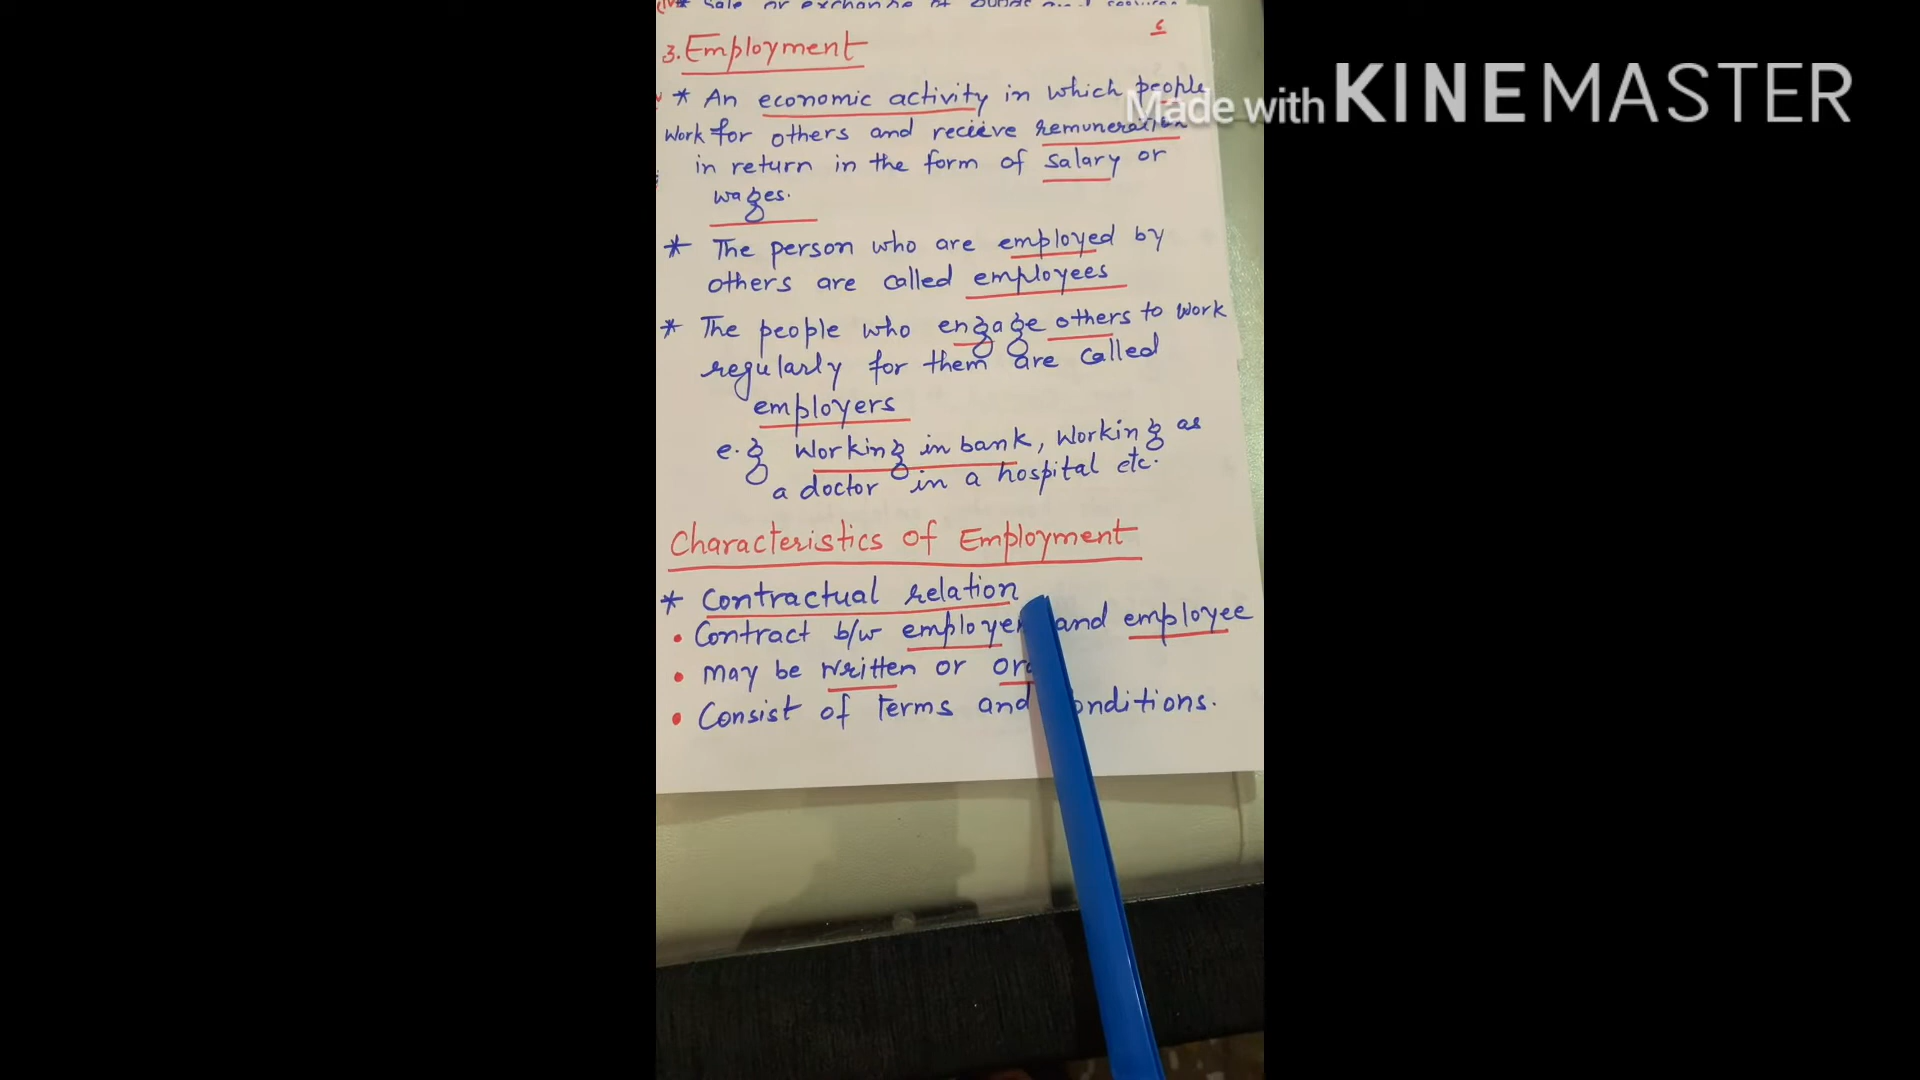 6
3. Employment
* An economic activity in which people
Made with KINEMASTER
work for others and recieve remuneration
in return in the form of salary or
wages.
* The person who are employed by
others are called employees
* The people who engage others to work
regularly for them are called
employers
e.g working in bank, working as
a doctor in a hospital etc.
Characteristics of Employment
* Contractual relation
• Contract b/w employer and employee
• May be written or
• Consist of terms and conditions.